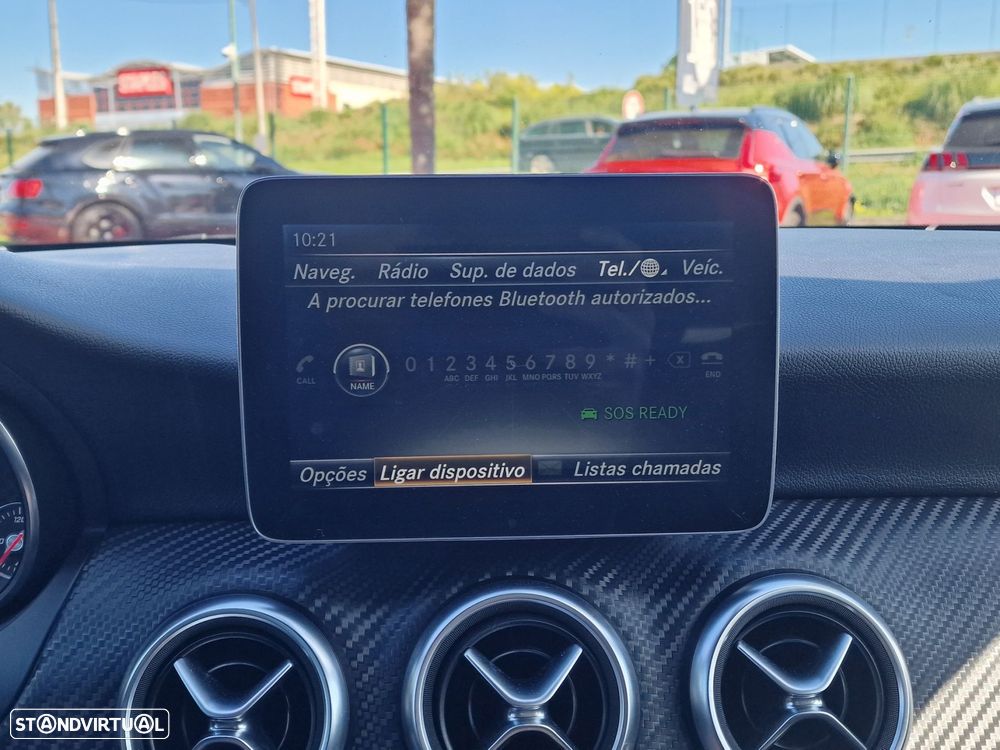 10:21
Naveg. Rádio Sup. de dados Tel./ Veíc.
A procurar telefones Bluetooth autorizados...
0 1 2 3 4 5 6 7 8 9 * # +
CALL NAME ABC DEF GHI JKL MNO PQRS TUV WXYZ END
SOS READY
Opções Ligar dispositivo Listas chamadas
120
STANDVIRTUAL